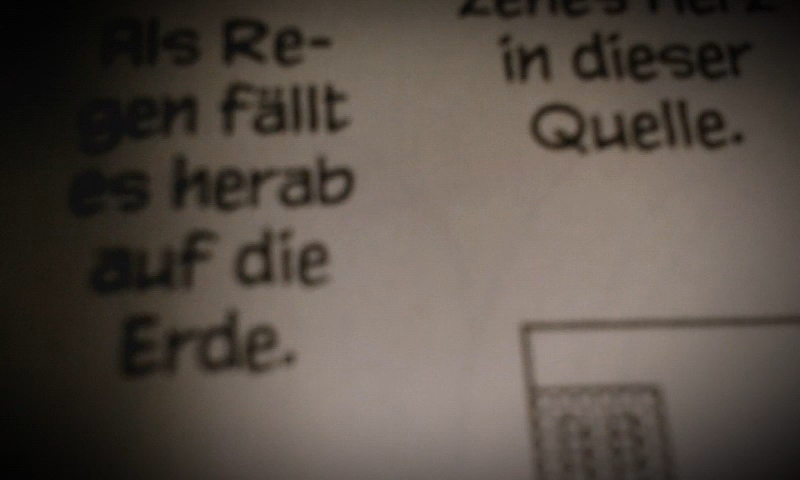 Als Re-
gen fällt
es herab
auf die
Erde.
in dieser
Quelle.